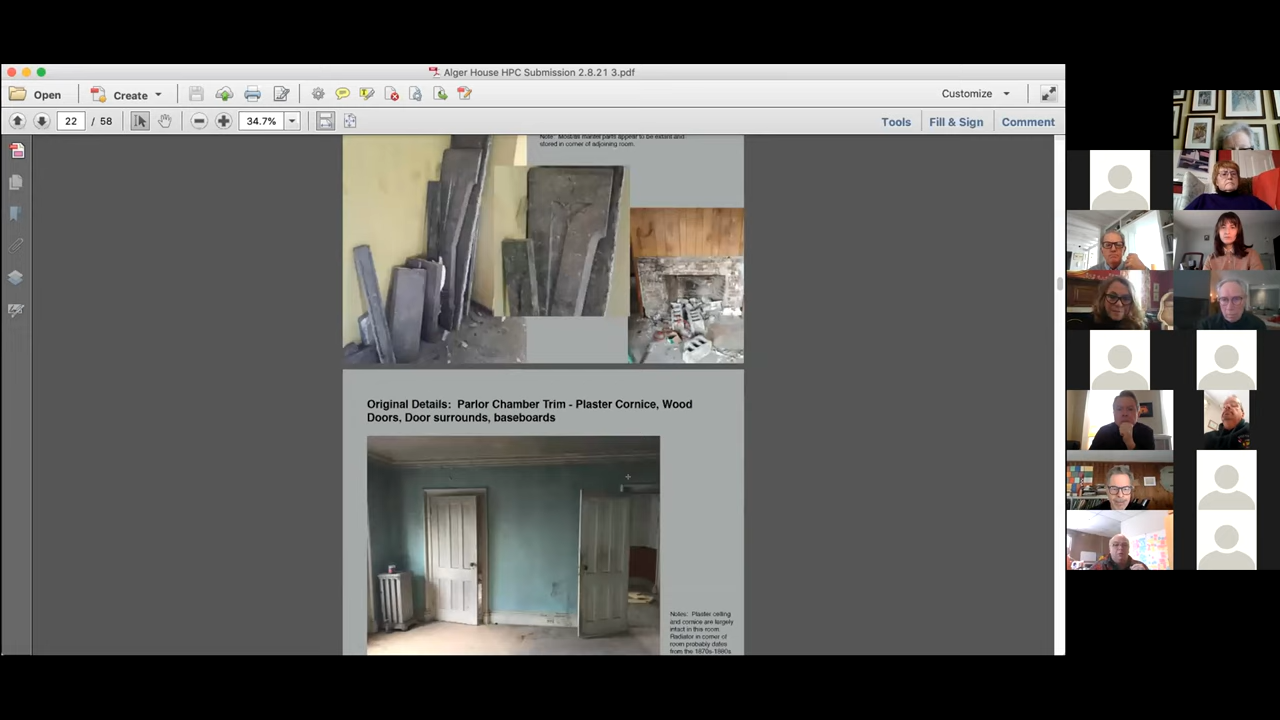 Alger House HPC Submission 2.8.21 3.pdf
Open
Create
Customize
22 / 58
34.7%
Tools
Fill & Sign
Comment
Note: Most/all mantel parts appear to be extant and
stored in corner of adjoining room.
Original Details: Parlor Chamber Trim - Plaster Cornice, Wood
Doors, Door surrounds, baseboards
Notes: Plaster ceiling
and cornice are largely
intact in this room.
Radiator in corner of
room probably dates
from the 1870s-1880s